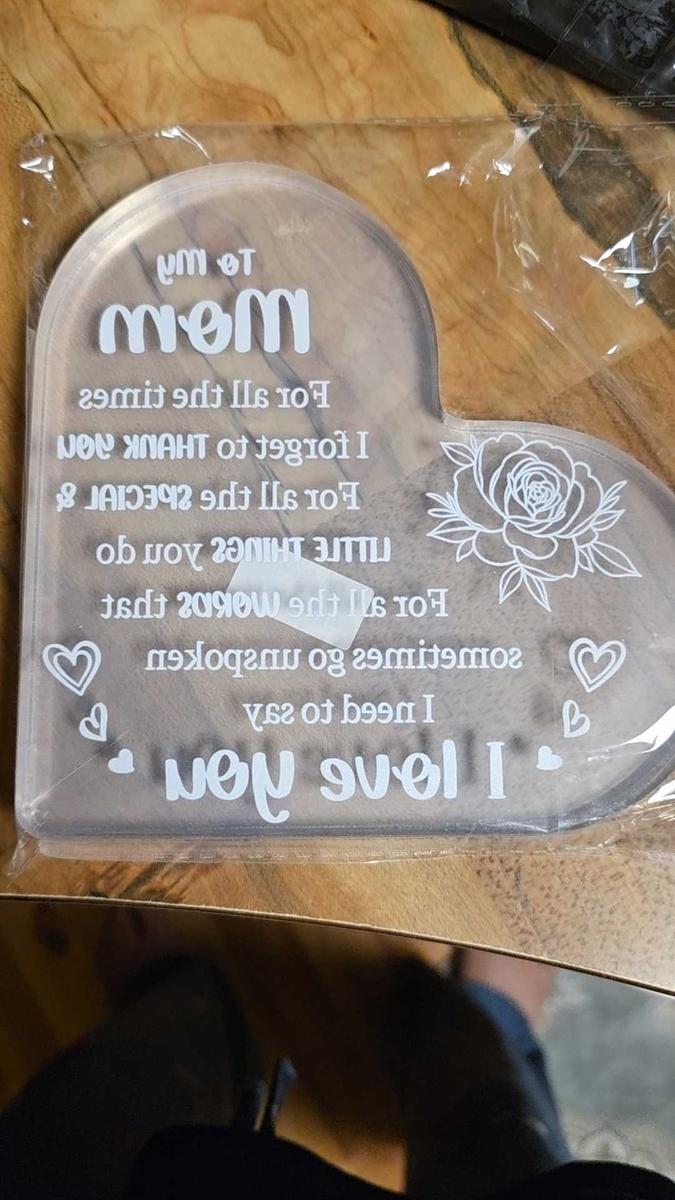 To My
Mom
For all the times
I forget to THANK YOU
For all the SPECIAL &
LITTLE THINGS you do
For all the WORDS that
sometimes go unspoken
I need to say
I love you